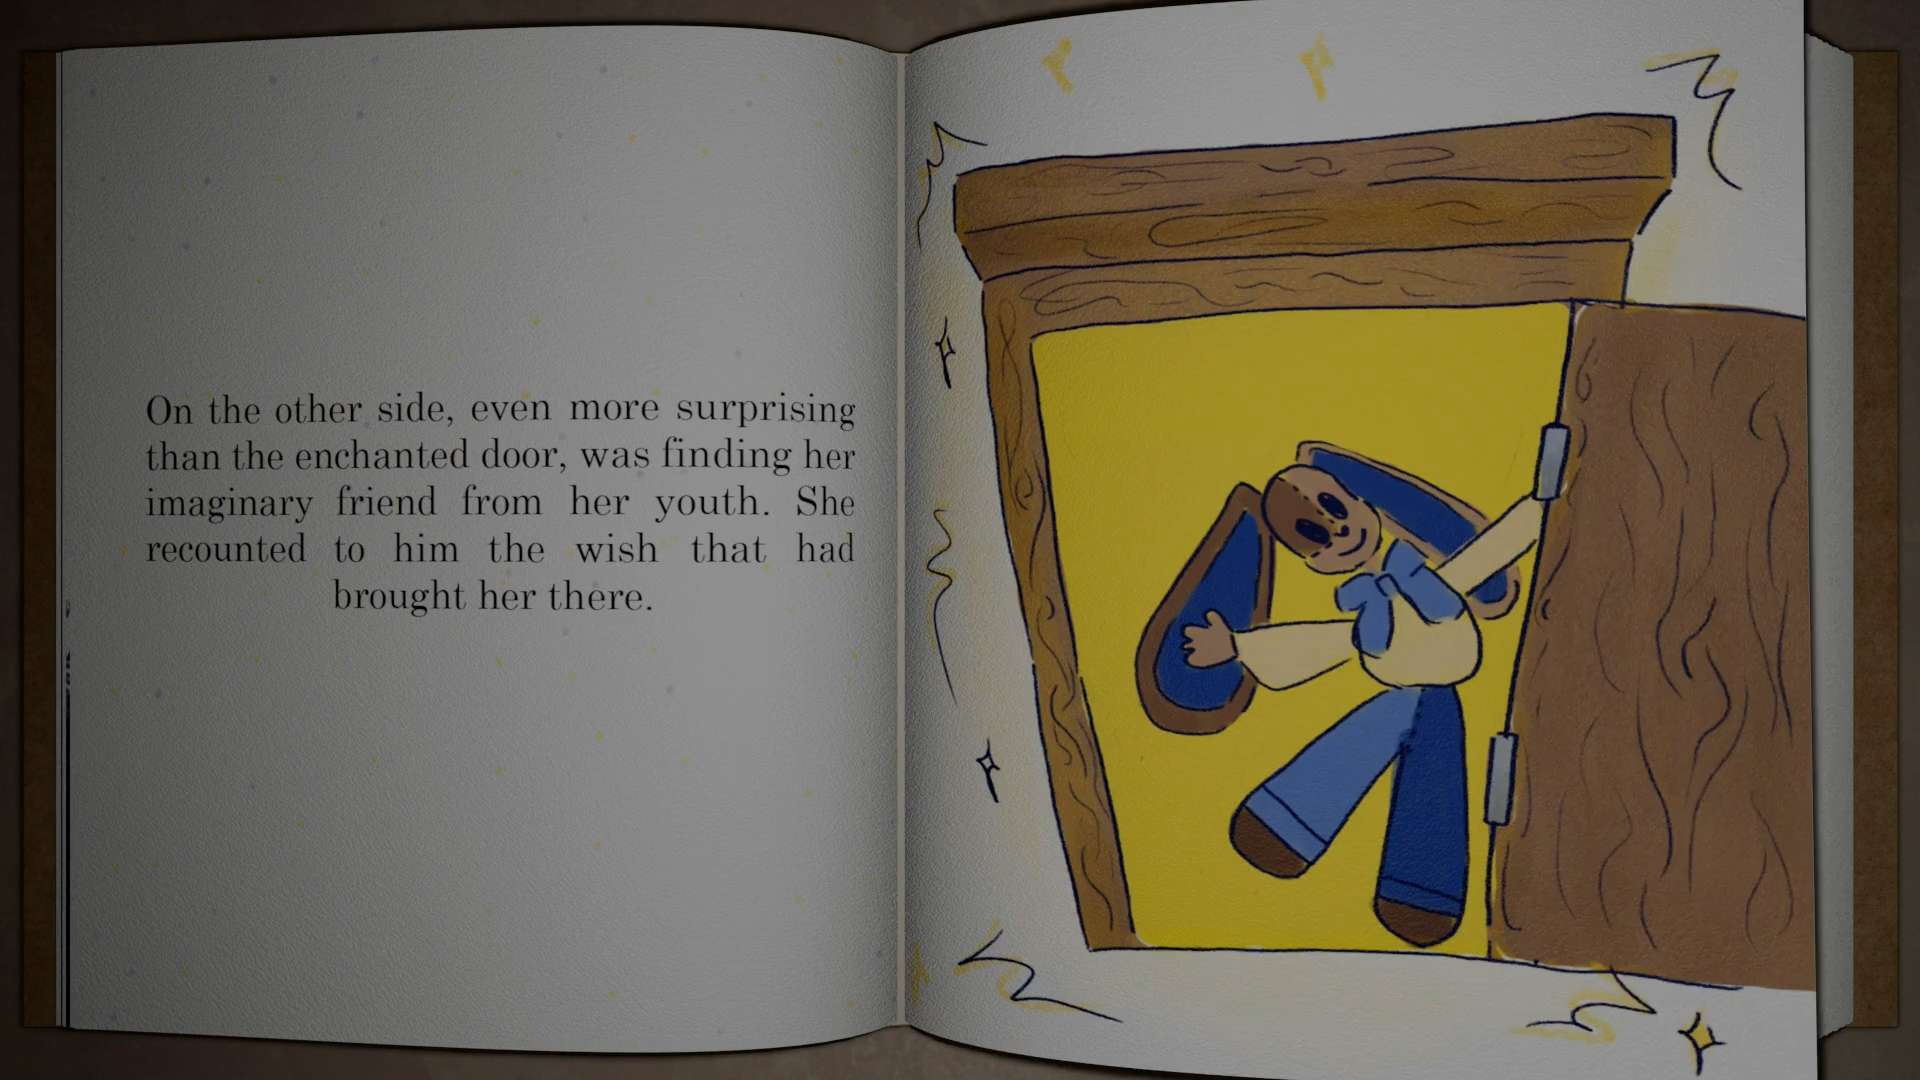 On the other side, even more surprising
than the enchanted door, was finding her
imaginary friend from her youth. She
recounted to him the wish that had
brought her there.